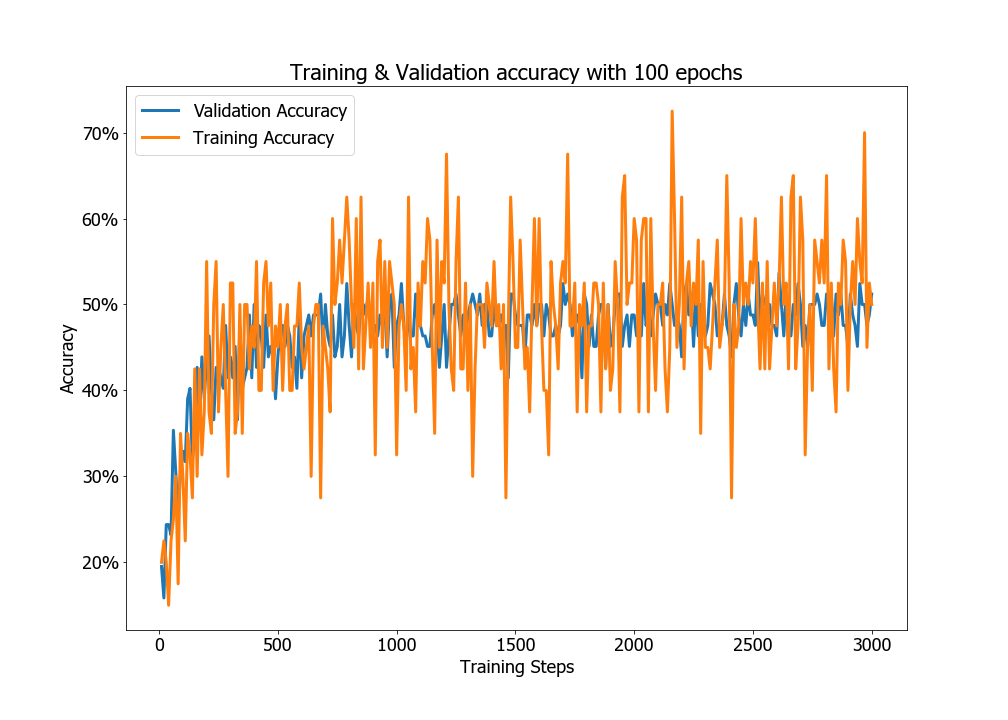 Training & Validation accuracy with 100 epochs
Validation Accuracy
Training Accuracy
70%
60%
50%
40%
30%
20%
Accuracy
0 500 1000 1500 2000 2500 3000
Training Steps